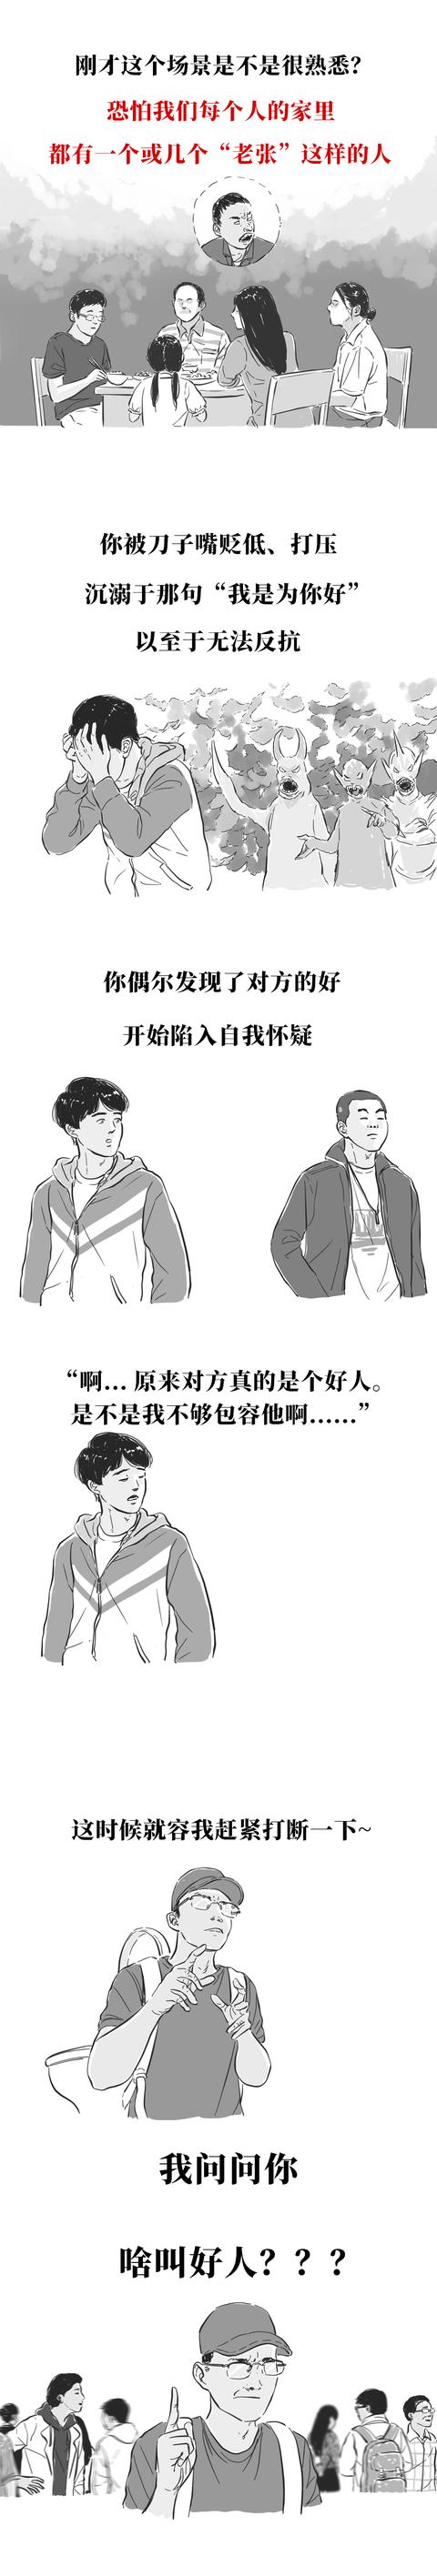 刚才这个场景是不是很熟悉?
恐怕我们每个人的家里
都有一个或几个“老张”这样的人
你被刀子嘴贬低、打压
沉溺于那句“我是为你好”
以至于无法反抗
你偶尔发现了对方的好
开始陷入自我怀疑
“啊... 原来对方真的是个好人。
是不是我不够包容他啊......”
这时候就容我赶紧打断一下~
我问问你
啥叫好人？？？